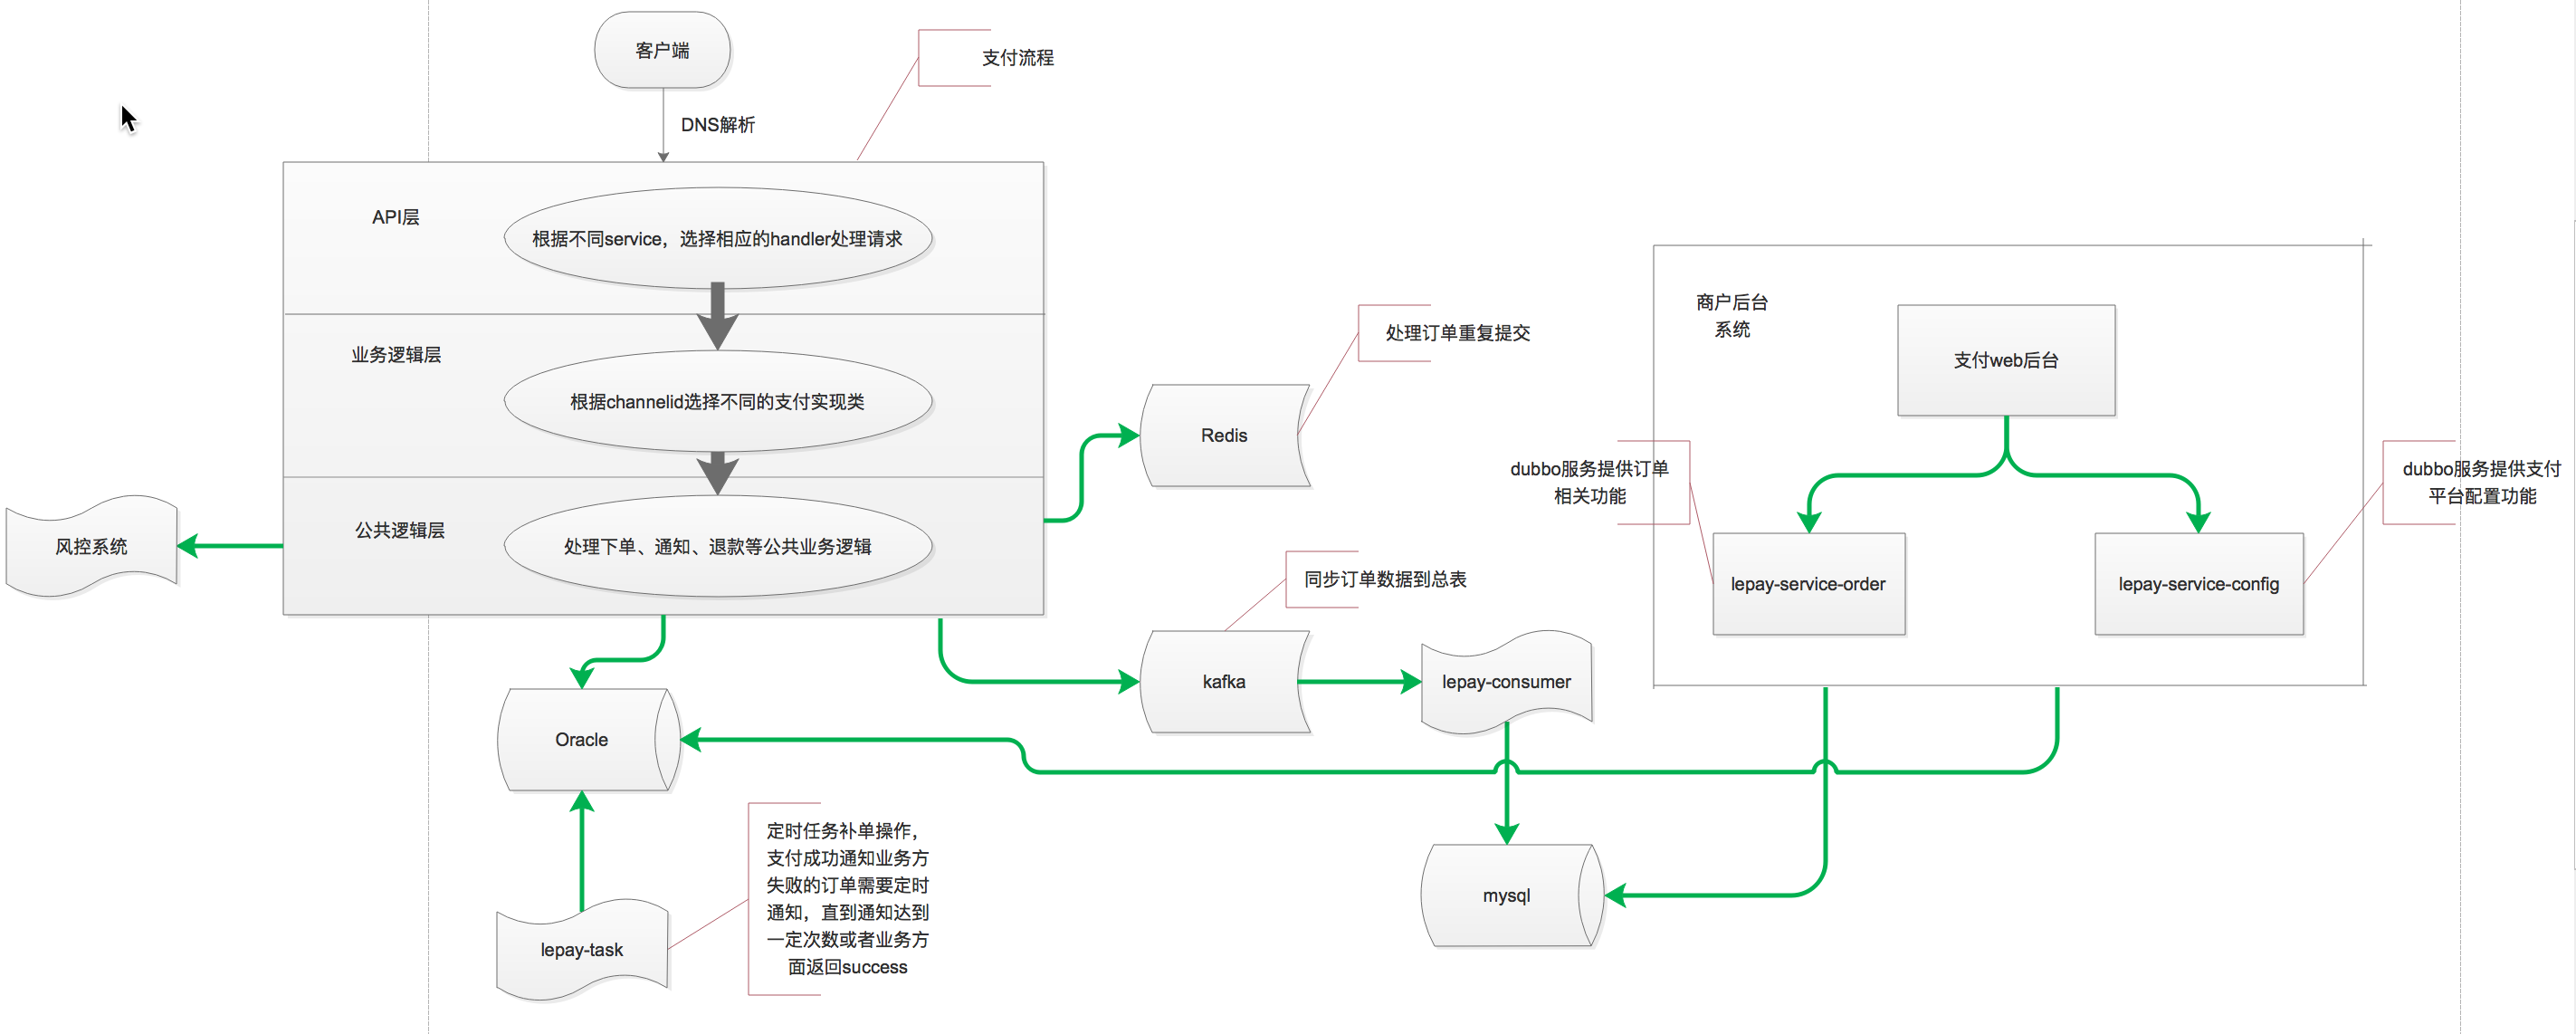 客户端
支付流程
DNS解析
API层
根据不同service，选择相应的handler处理请求
业务逻辑层
根据channelid选择不同的支付实现类
公共逻辑层
处理下单、通知、退款等公共业务逻辑
风控系统
Redis
处理订单重复提交
同步订单数据到总表
kafka
lepay-consumer
Oracle
定时任务补单操作，
支付成功通知业务方
失败的订单需要定时
通知，直到通知达到
一定次数或者业务方
面返回success
lepay-task
mysql
商户后台
系统
支付web后台
dubbo服务提供订单
相关功能
dubbo服务提供支付
平台配置功能
lepay-service-order
lepay-service-config